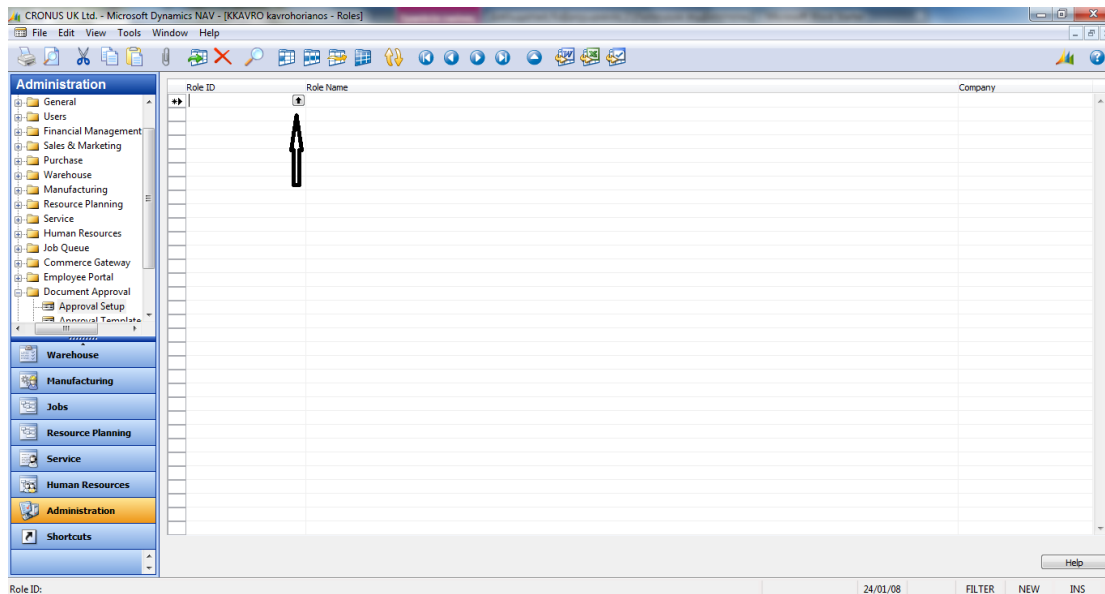 CRONUS UK Ltd. - Microsoft Dynamics NAV - [KKAVRO kavrohorianos - Roles]
File Edit View Tools Window Help
Administration
General
Users
Financial Management
Sales & Marketing
Purchase
Warehouse
Manufacturing
Resource Planning
Service
Human Resources
Job Queue
Commerce Gateway
Employee Portal
Document Approval
Approval Setup
Approval Template
Warehouse
Manufacturing
Jobs
Resource Planning
Service
Human Resources
Administration
Shortcuts
Role ID Role Name Company
Help
Role ID: 24/01/08 FILTER NEW INS